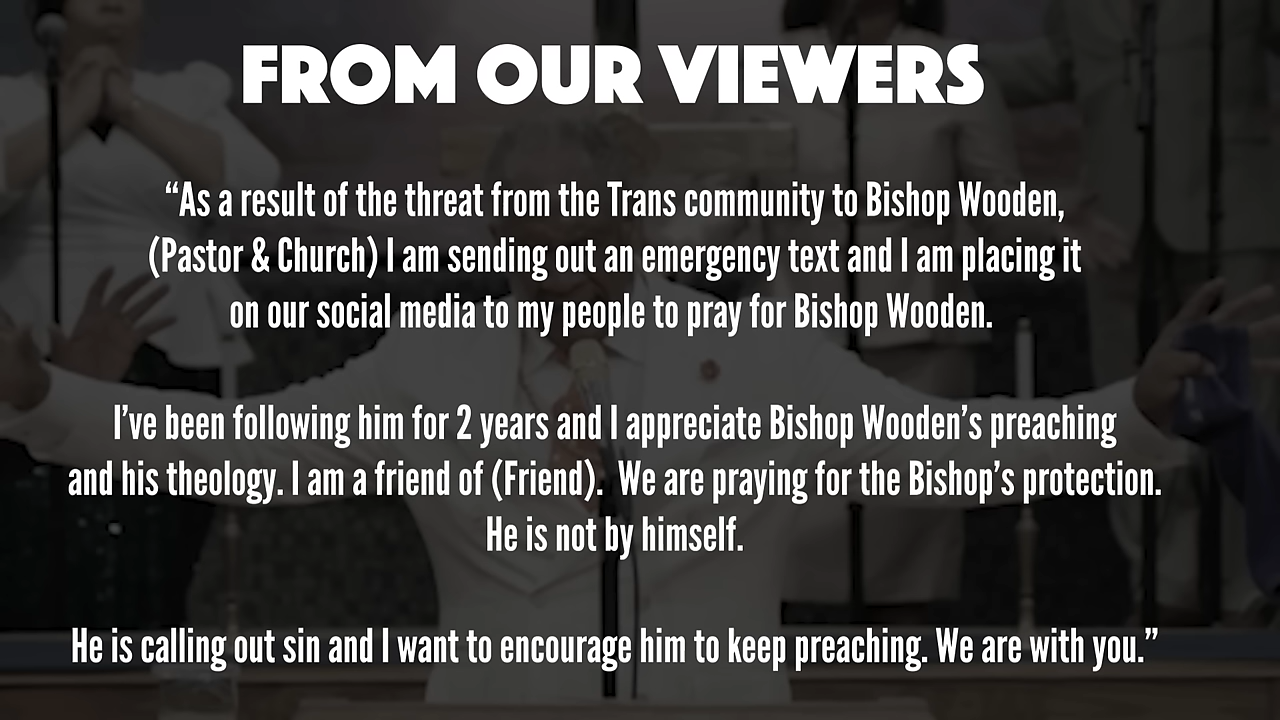 FROM OUR VIEWERS
“As a result of the threat from the Trans community to Bishop Wooden,
(Pastor & Church) I am sending out an emergency text and I am placing it
on our social media to my people to pray for Bishop Wooden.
I’ve been following him for 2 years and I appreciate Bishop Wooden’s preaching
and his theology. I am a friend of (Friend).  We are praying for the Bishop’s protection.
He is not by himself.
He is calling out sin and I want to encourage him to keep preaching. We are with you.”